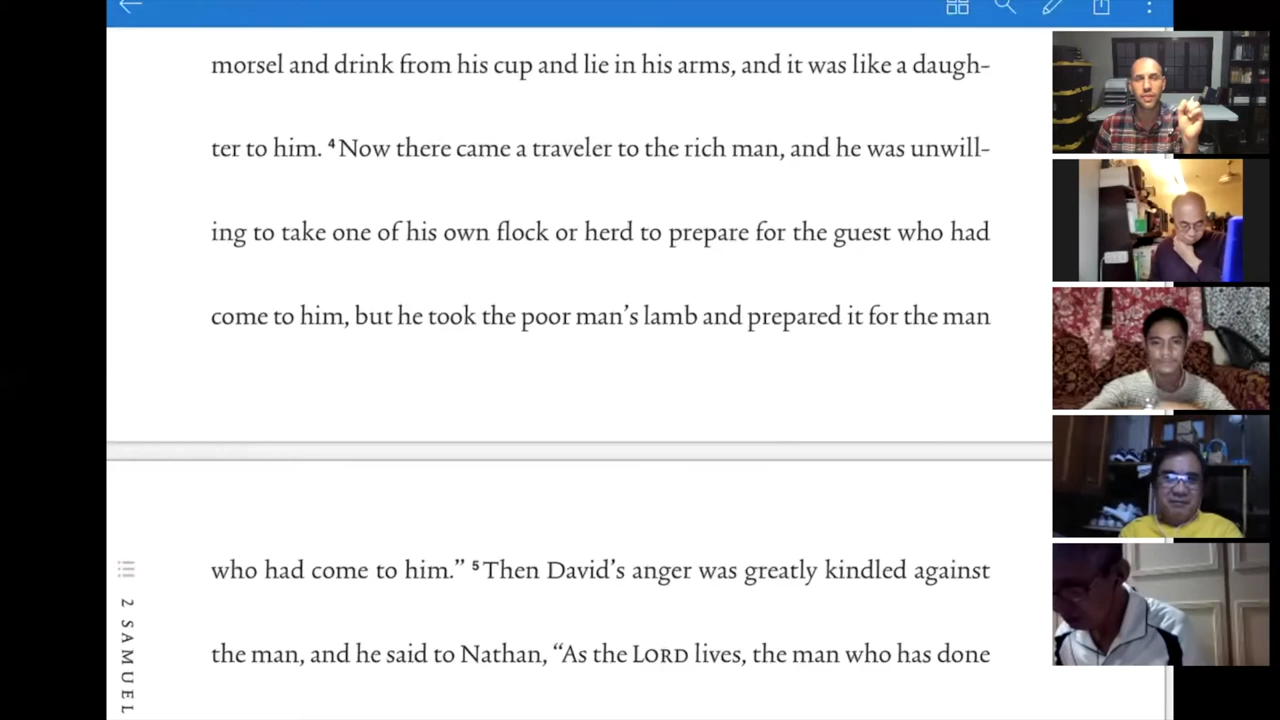 morsel and drink from his cup and lie in his arms, and it was like a daugh-
ter to him. ⁴Now there came a traveler to the rich man, and he was unwill-
ing to take one of his own flock or herd to prepare for the guest who had
come to him, but he took the poor man’s lamb and prepared it for the man
who had come to him.” ⁵Then David’s anger was greatly kindled against
the man, and he said to Nathan, “As the LORD lives, the man who has done
2 SAMUEL